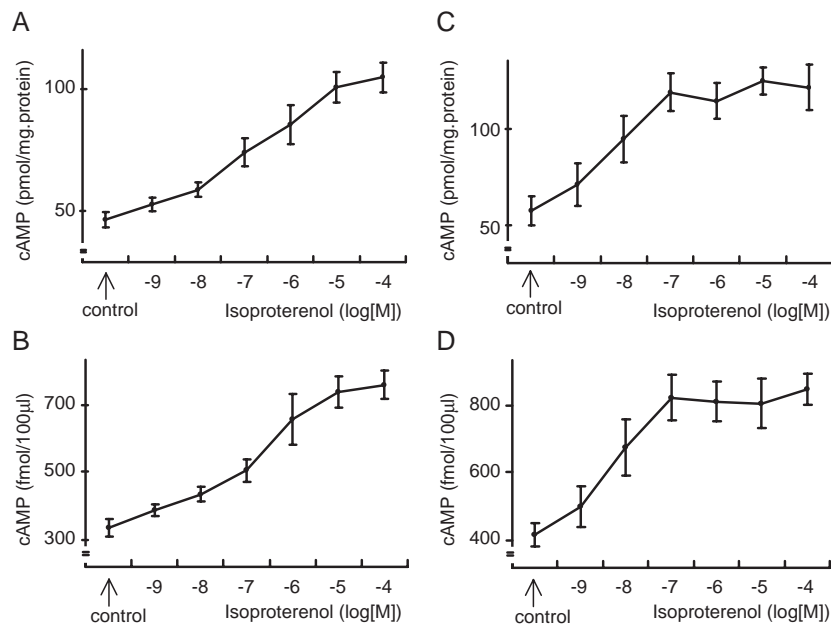 A
cAMP (pmol/mg.protein)
100
50
-9 -8 -7 -6 -5 -4
control
Isoproterenol (log[M])
B
cAMP (fmol/100µl)
700
500
300
-9 -8 -7 -6 -5 -4
control
Isoproterenol (log[M])
C
cAMP (pmol/mg.protein)
100
50
-9 -8 -7 -6 -5 -4
control
Isoproterenol (log[M])
D
cAMP (fmol/100µl)
800
600
400
-9 -8 -7 -6 -5 -4
control
Isoproterenol (log[M])